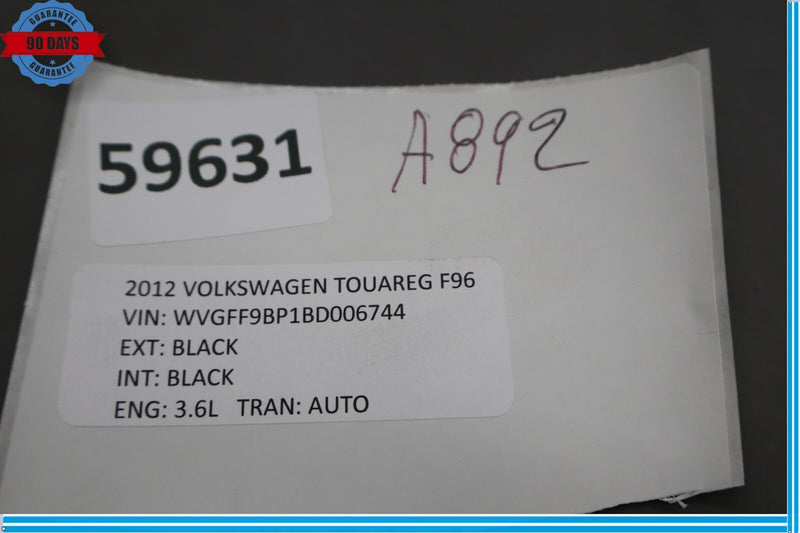 GUARANTEE
90 DAYS
GUARANTEE
59631
A892
2012 VOLKSWAGEN TOUAREG F96
VIN: WVGFF9BP1BD006744
EXT: BLACK
INT: BLACK
ENG: 3.6L TRAN: AUTO